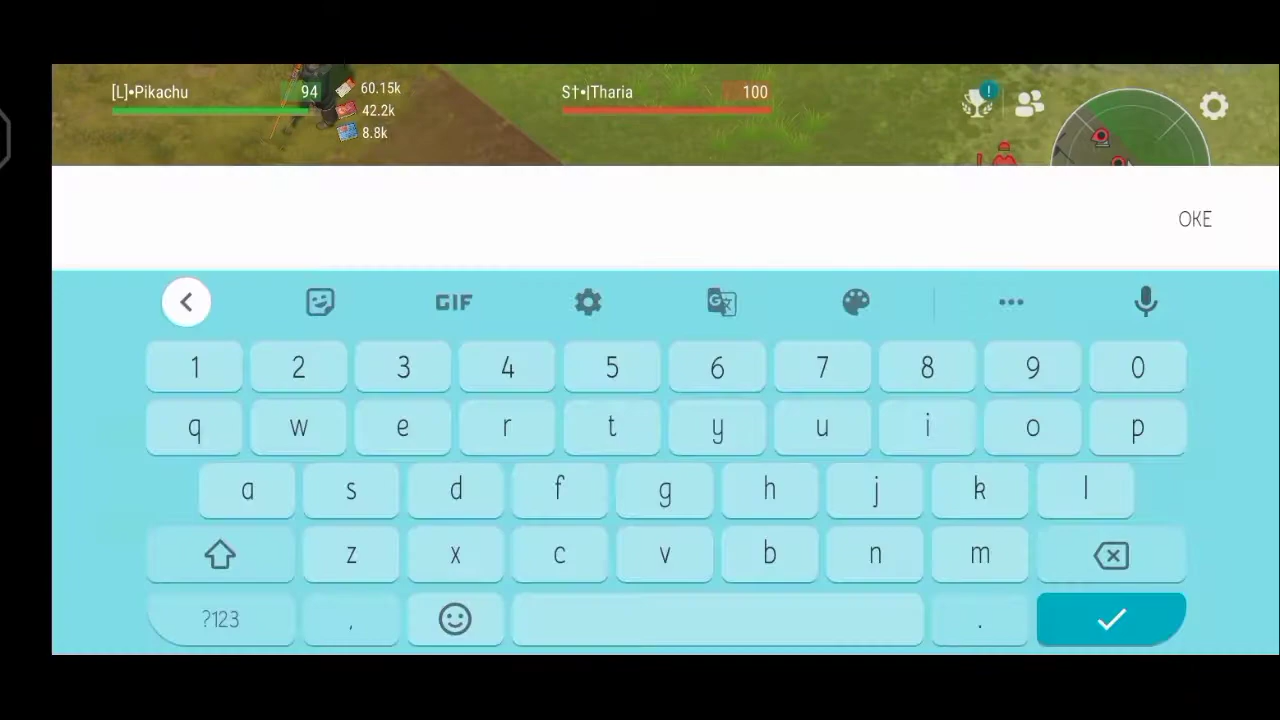 [L]•Pikachu 94 60.15k S†•|Tharia 100 !
42.2k
8.8k
OKE
GIF
1 2 3 4 5 6 7 8 9 0
q w e r t y u i o p
a s d f g h j k l
z x c v b n m
?123 , .